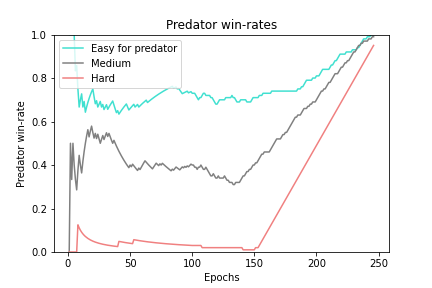 Predator win-rates
1.0
0.8
0.6
0.4
0.2
0.0
Predator win-rate
Easy for predator
Medium
Hard
0 50 100 150 200 250
Epochs